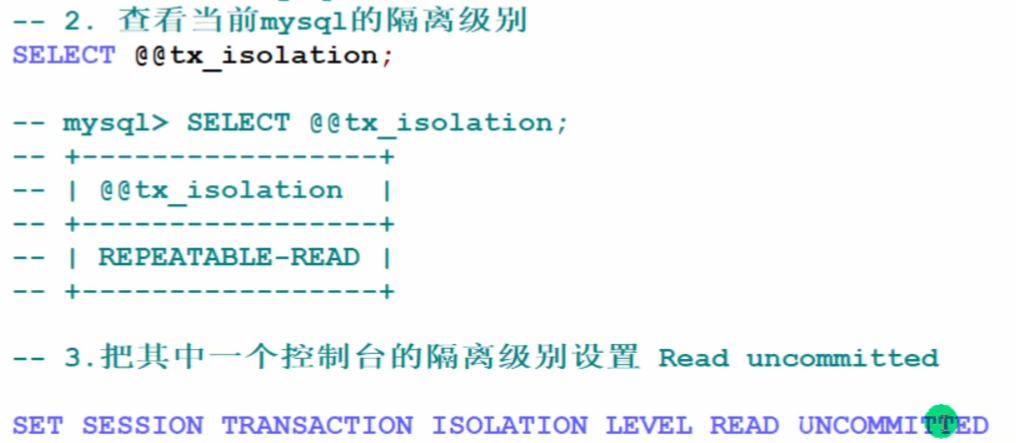 -- 2. 查看当前mysql的隔离级别
SELECT @@tx_isolation;
-- mysql> SELECT @@tx_isolation;
-- +-----------------+
-- | @@tx_isolation  |
-- +-----------------+
-- | REPEATABLE-READ |
-- +-----------------+
-- 3.把其中一个控制台的隔离级别设置 Read uncommitted
SET SESSION TRANSACTION ISOLATION LEVEL READ UNCOMMITTED